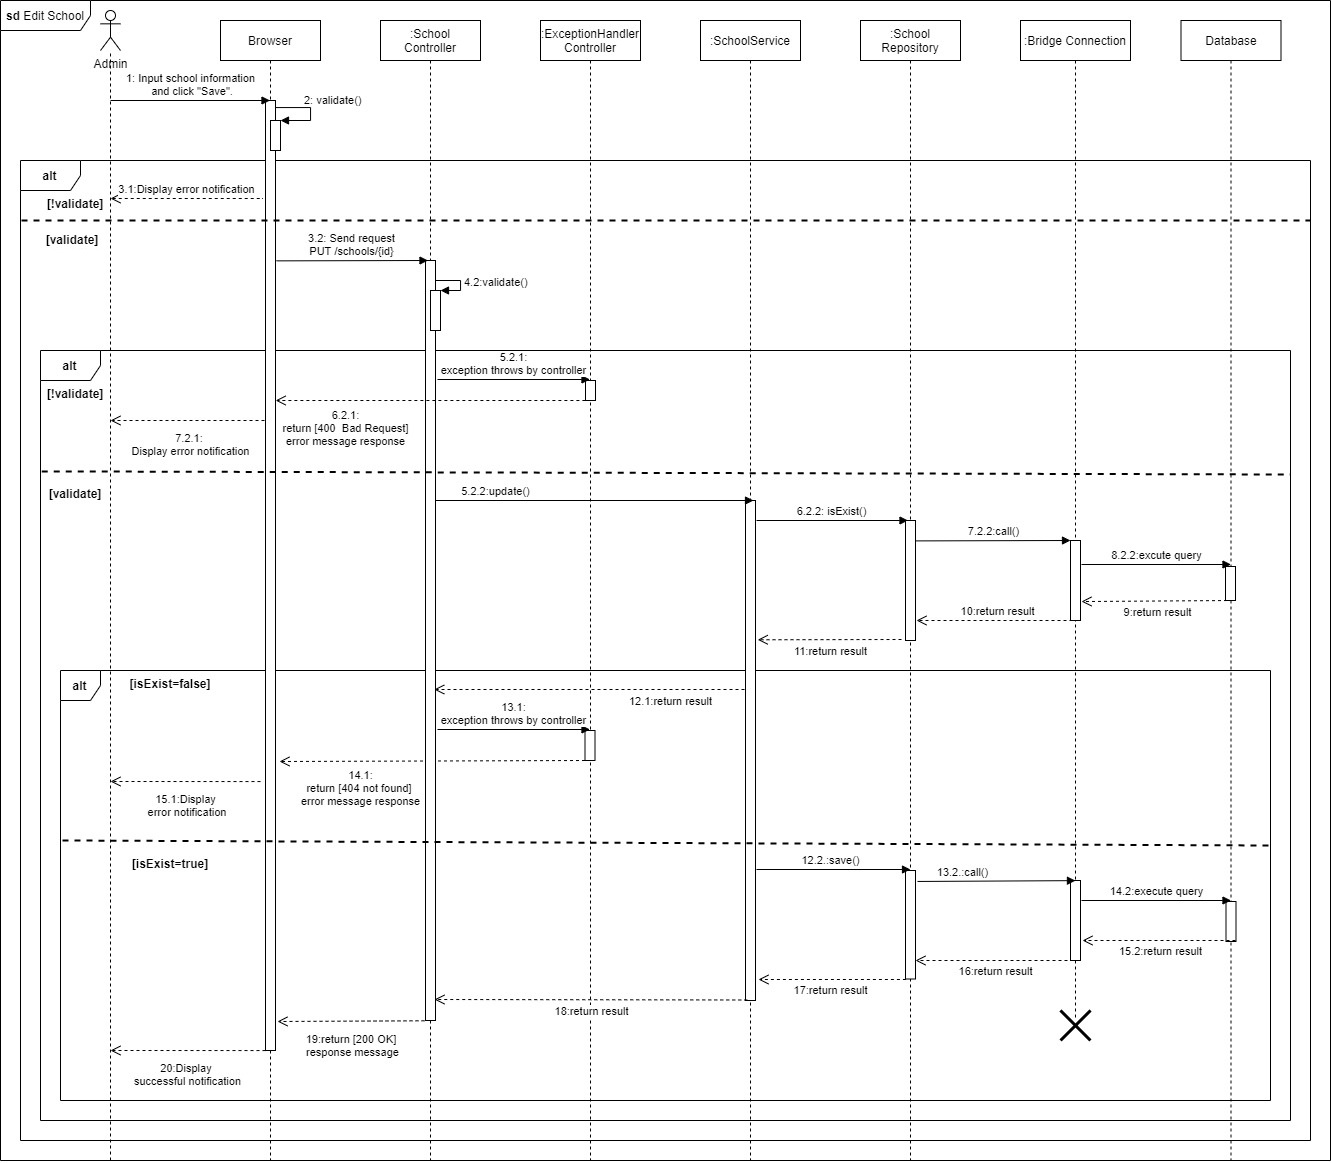 sd Edit School
Admin
Browser
:School
Controller
:ExceptionHandler
Controller
:SchoolService
:School
Repository
:Bridge Connection
Database
1: Input school information
and click "Save".
2: validate()
alt
3.1:Display error notification
[!validate]
[validate]
3.2: Send request
PUT /schools/{id}
4.2:validate()
alt
5.2.1:
exception throws by controller
[!validate]
6.2.1:
return [400  Bad Request]
error message response
7.2.1:
Display error notification
[validate]
5.2.2:update()
6.2.2: isExist()
7.2.2:call()
8.2.2:excute query
9:return result
10:return result
11:return result
alt
[isExist=false]
12.1:return result
13.1:
exception throws by controller
14.1:
return [404 not found]
error message response
15.1:Display
error notification
[isExist=true]
12.2.:save()
13.2.:call()
14.2:execute query
15.2:return result
16:return result
17:return result
18:return result
19:return [200 OK]
response message
20:Display
successful notification